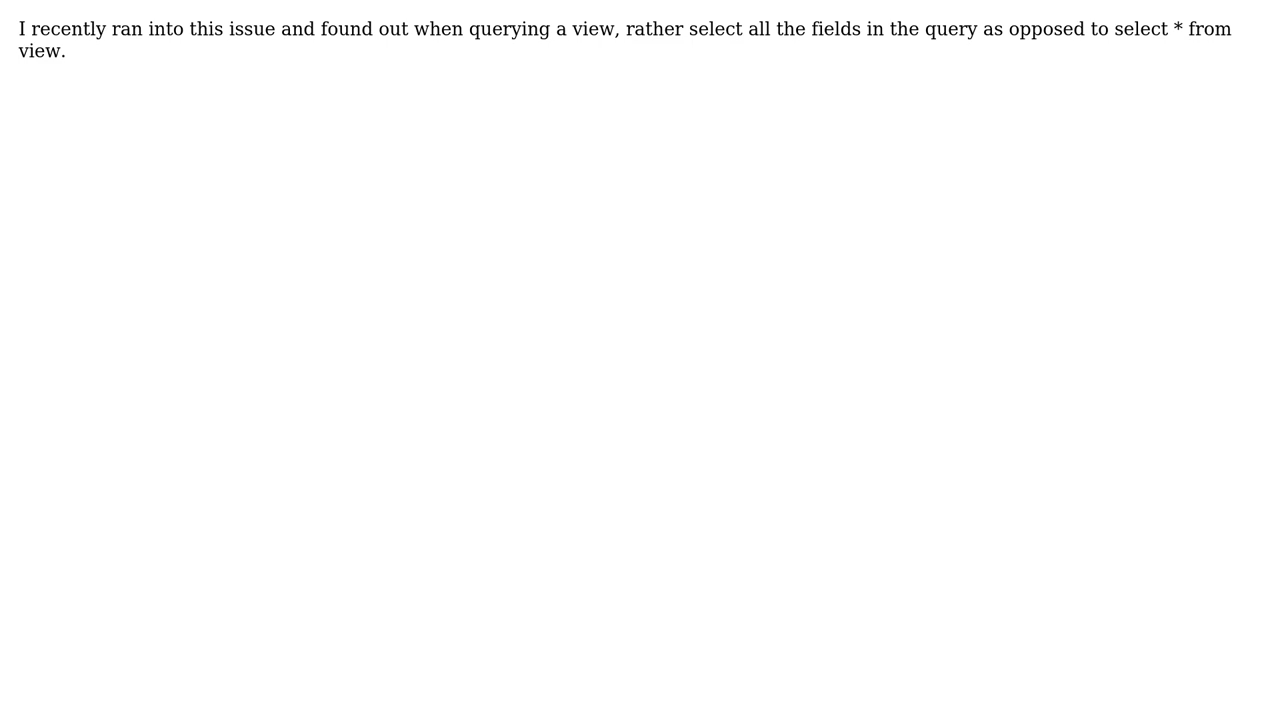 I recently ran into this issue and found out when querying a view, rather select all the fields in the query as opposed to select * from
view.